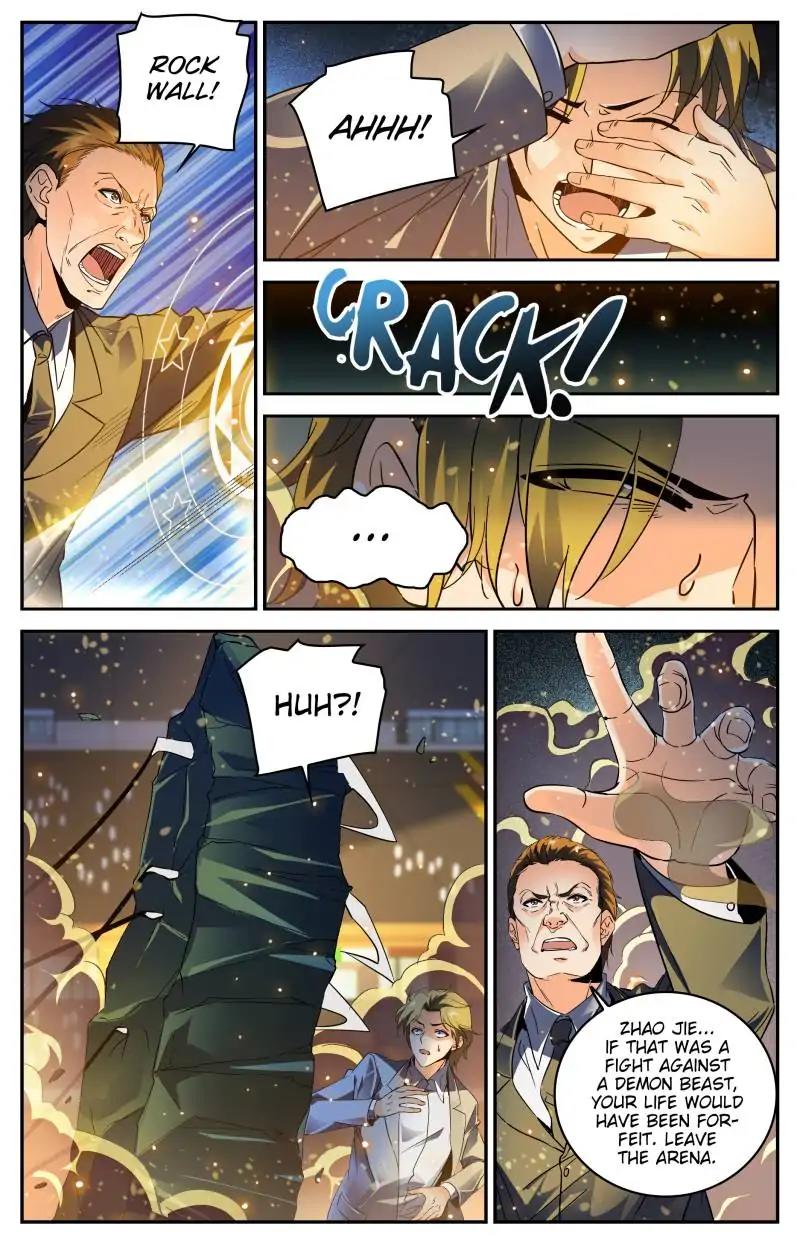 ROCK
WALL!
AHHH!
CRACK!
...
HUH?!
ZHAO JIE...
IF THAT WAS A
FIGHT AGAINST
A DEMON BEAST,
YOUR LIFE WOULD
HAVE BEEN FOR-
FEIT. LEAVE
THE ARENA.